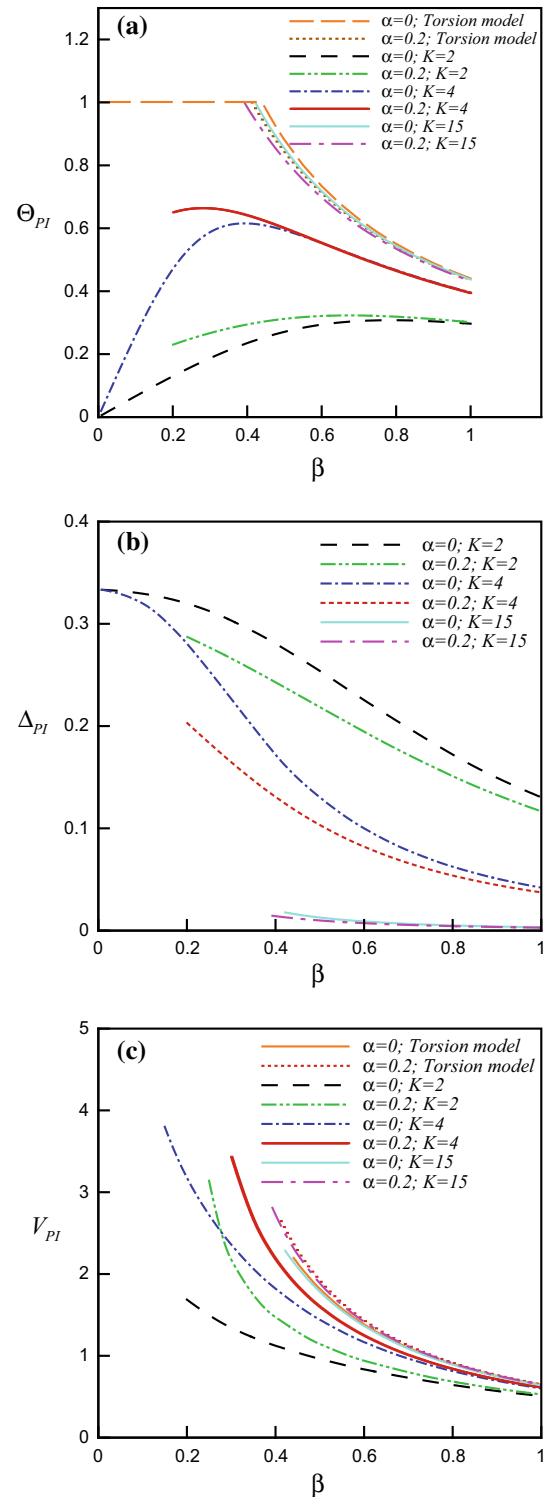 (a)
α=0; Torsion model
α=0.2; Torsion model
α=0; K=2
α=0.2; K=2
α=0; K=4
α=0.2; K=4
α=0; K=15
α=0.2; K=15
1.2
1
0.8
Θ_PI
0.6
0.4
0.2
0
0 0.2 0.4 0.6 0.8 1
β
(b)
α=0; K=2
α=0.2; K=2
α=0; K=4
α=0.2; K=4
α=0; K=15
α=0.2; K=15
0.4
0.3
Δ_PI
0.2
0.1
0
0 0.2 0.4 0.6 0.8 1
β
(c)
α=0; Torsion model
α=0.2; Torsion model
α=0; K=2
α=0.2; K=2
α=0; K=4
α=0.2; K=4
α=0; K=15
α=0.2; K=15
5
4
3
V_PI
2
1
0
0 0.2 0.4 0.6 0.8 1
β